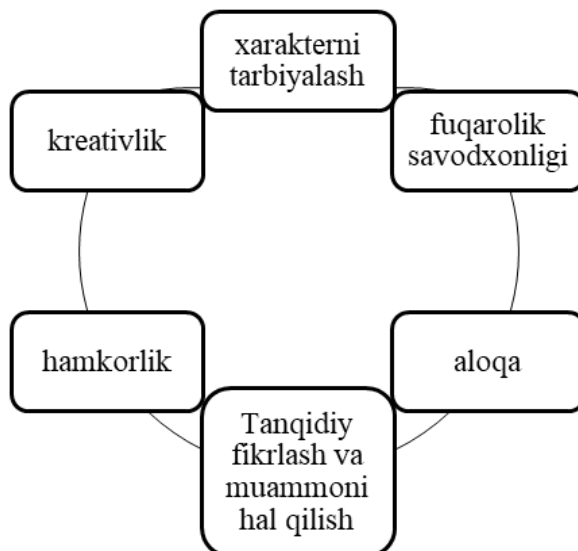 xarakterni
tarbiyalash
fuqarolik
savodxonligi
aloqa
Tanqidiy
fikrlash va
muammoni
hal qilish
hamkorlik
kreativlik